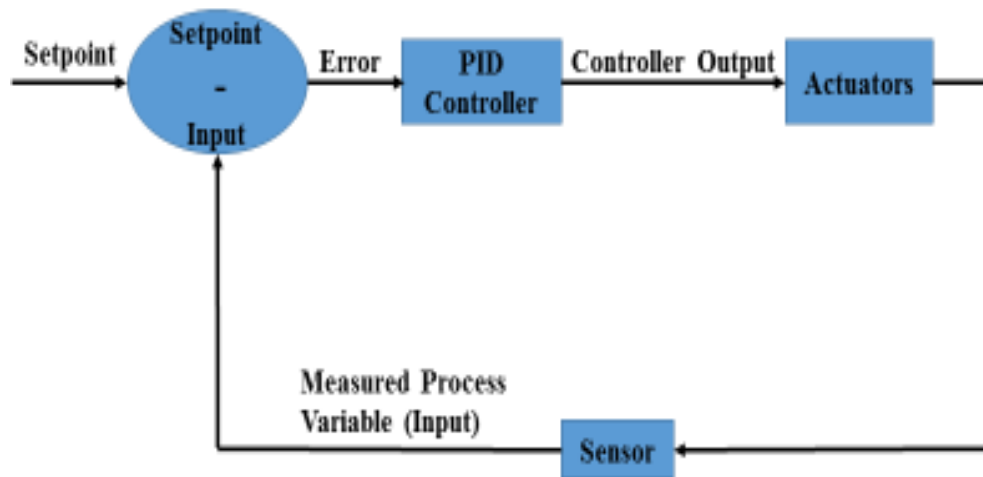 Setpoint
Setpoint
-
Input
Error
PID
Controller
Controller Output
Actuators
Measured Process
Variable (Input)
Sensor